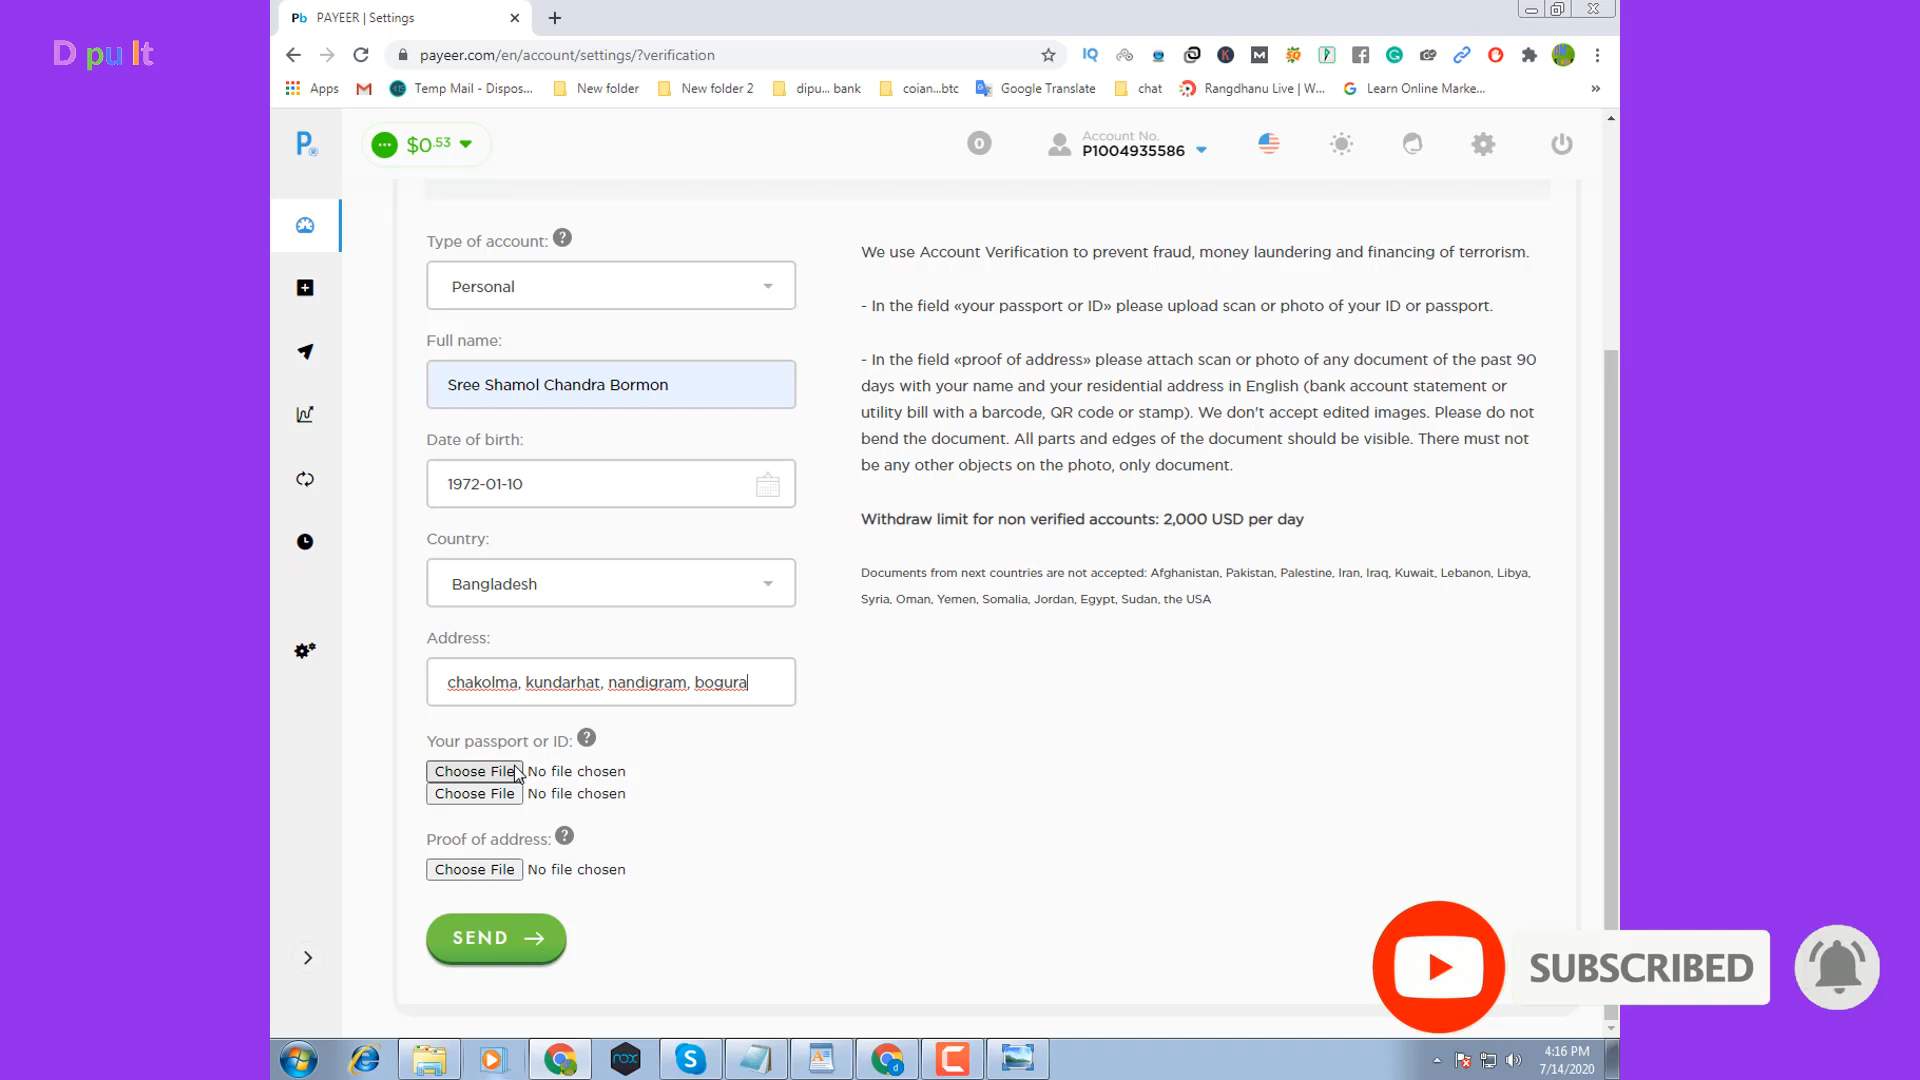 D pu It
Pb PAYEER | Settings
payeer.com/en/account/settings/?verification
Apps
Temp Mail - Dispos...
New folder
New folder 2
dipu... bank
coian...btc
Google Translate
chat
Rangdhanu Live | W...
Learn Online Marke...
»
$0.53
0
Account No.
P1004935586
Type of account:
Personal
Full name:
Sree Shamol Chandra Bormon
Date of birth:
1972-01-10
Country:
Bangladesh
Address:
chakolma, kundarhat, nandigram, bogura
Your passport or ID:
Choose File No file chosen
Choose File No file chosen
Proof of address:
Choose File No file chosen
SEND
We use Account Verification to prevent fraud, money laundering and financing of terrorism.
- In the field «your passport or ID» please upload scan or photo of your ID or passport.
- In the field «proof of address» please attach scan or photo of any document of the past 90
days with your name and your residential address in English (bank account statement or
utility bill with a barcode, QR code or stamp). We don't accept edited images. Please do not
bend the document. All parts and edges of the document should be visible. There must not
be any other objects on the photo, only document.
Withdraw limit for non verified accounts: 2,000 USD per day
Documents from next countries are not accepted: Afghanistan, Pakistan, Palestine, Iran, Iraq, Kuwait, Lebanon, Libya,
Syria, Oman, Yemen, Somalia, Jordan, Egypt, Sudan, the USA
SUBSCRIBED
4:16 PM
7/14/2020